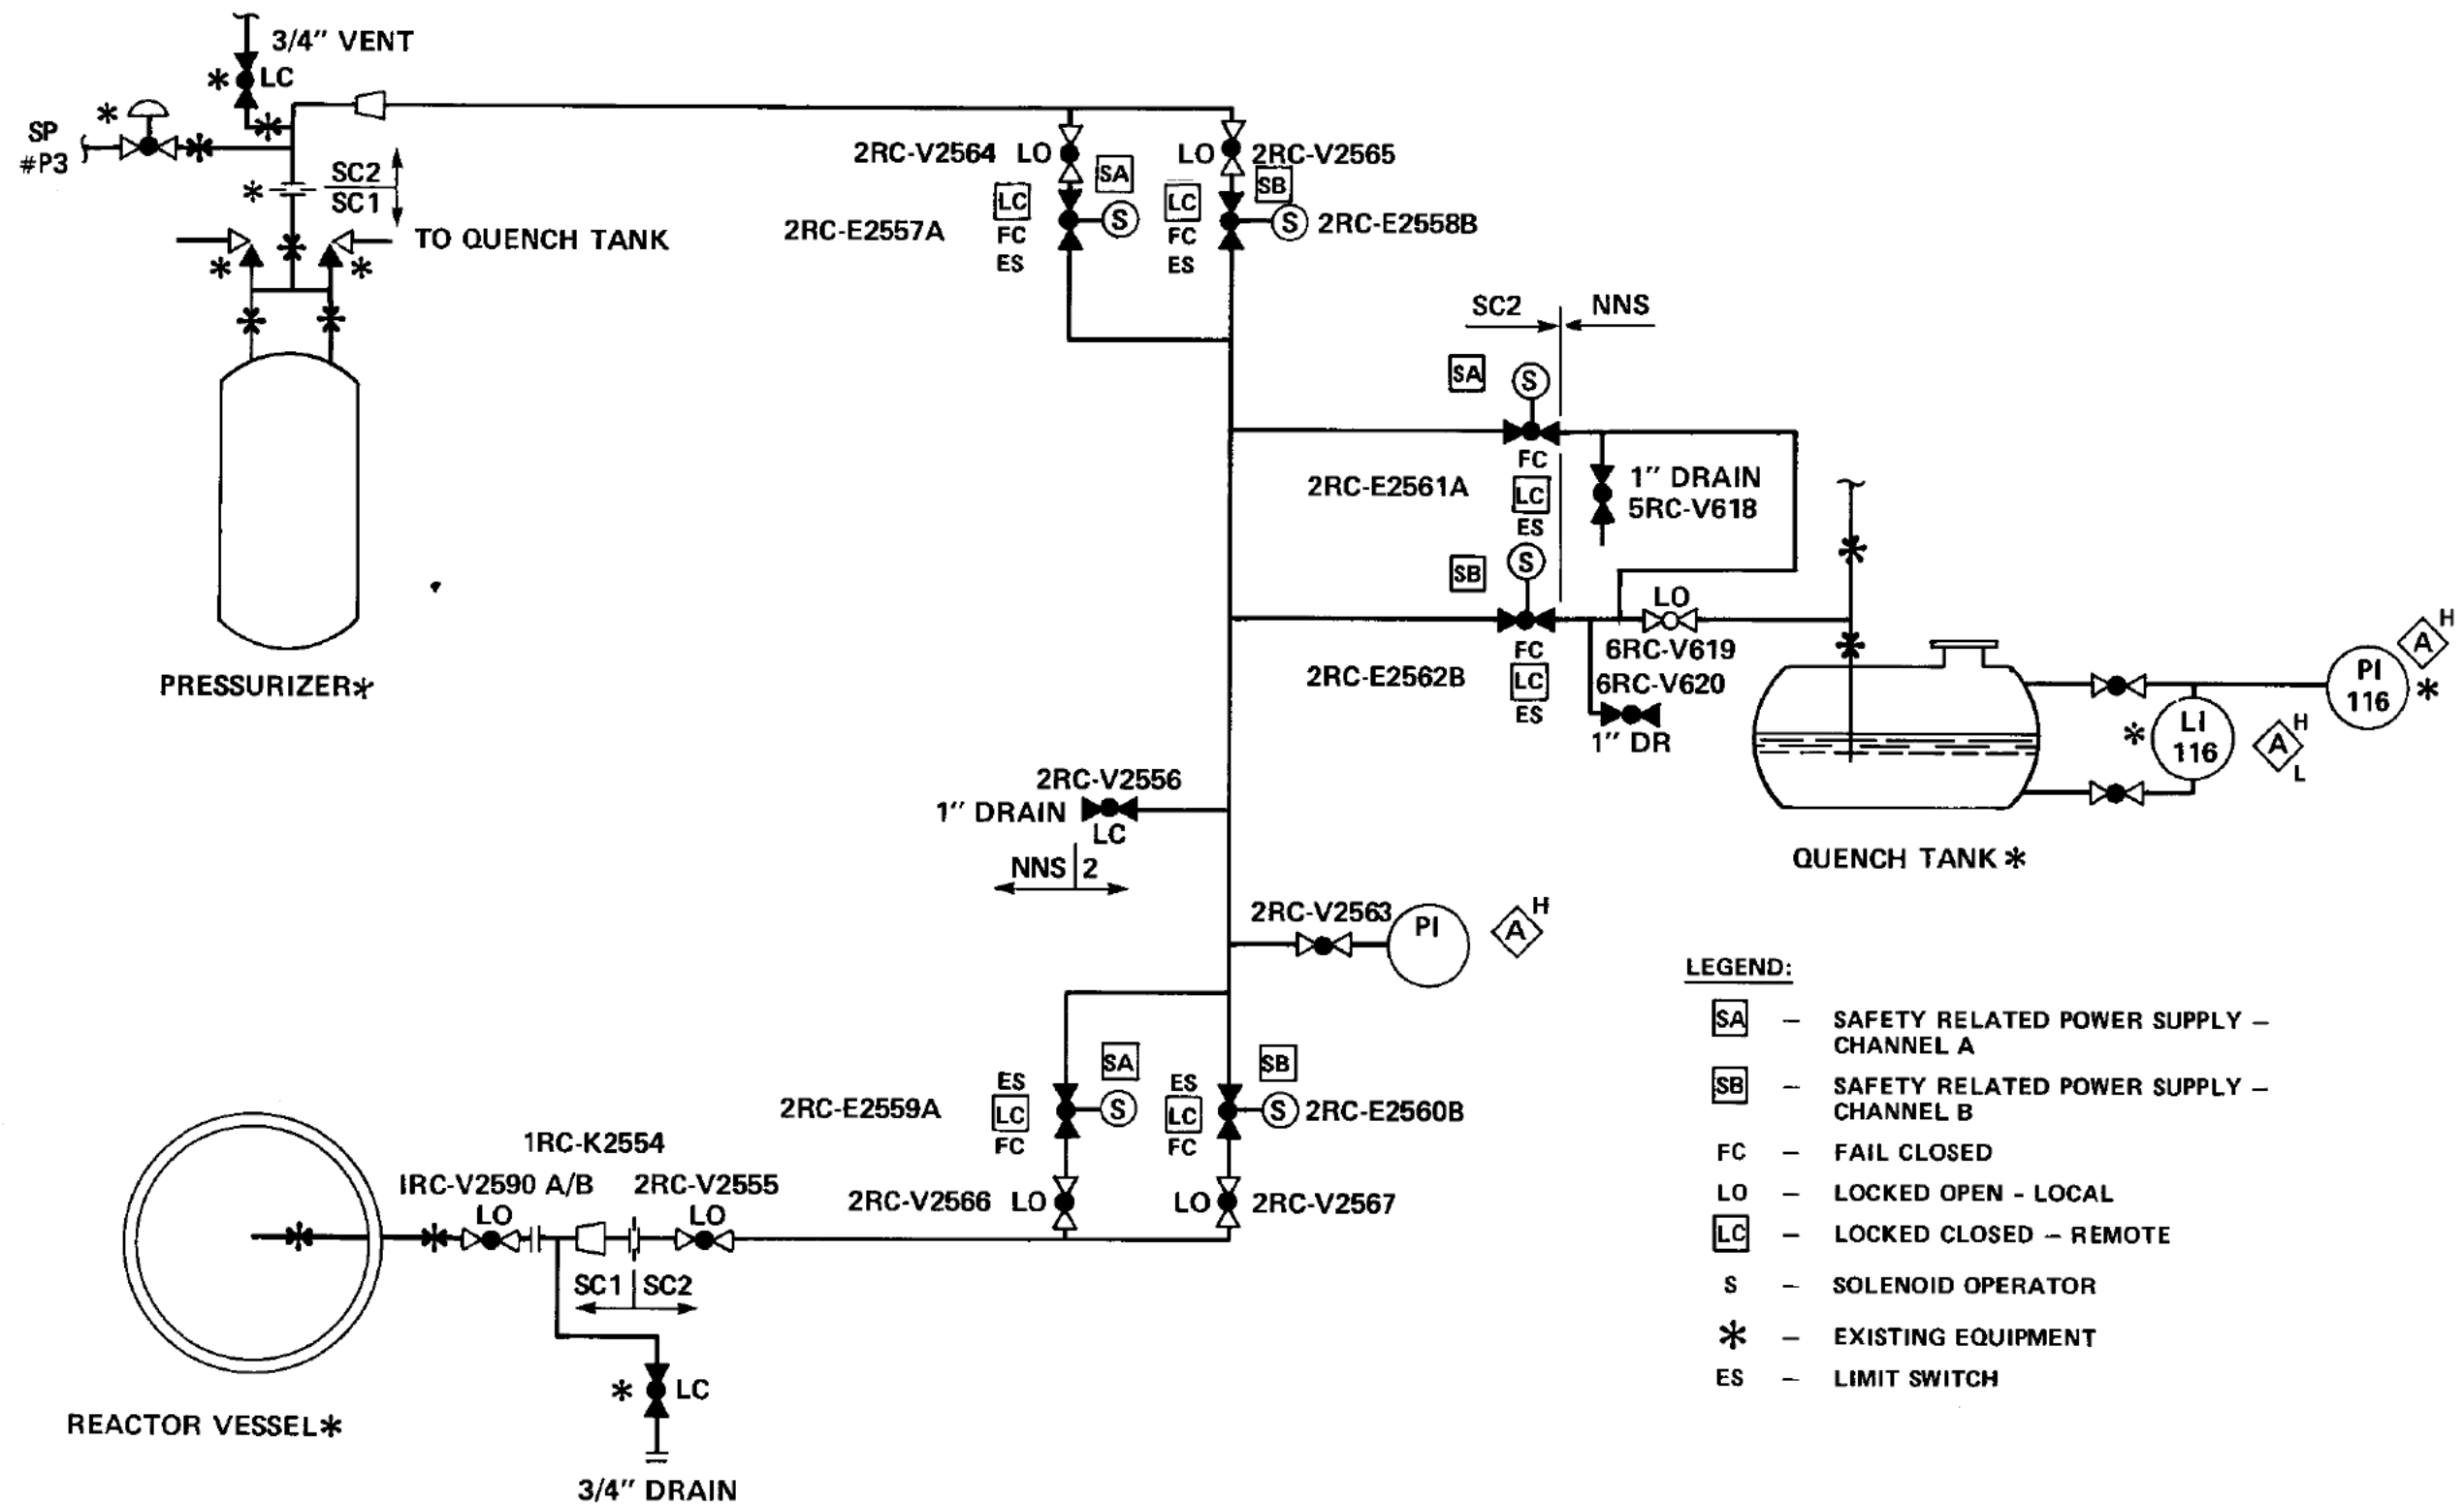 3/4" VENT
* LC
*
SP
#P3
SC2
SC1
*
TO QUENCH TANK
* *
PRESSURIZER*
2RC-V2564 LO
SA
LC
FC
ES
2RC-E2557A
S
LO 2RC-V2565
SB
LC
FC
ES
S
2RC-E2558B
SC2 NNS
SA
S
FC
LC
ES
2RC-E2561A
1" DRAIN
5RC-V618
SB
S
FC
LC
ES
2RC-E2562B
LO
6RC-V619
6RC-V620
1" DR
PI
116
*
A
H
*
LI
116
A
H
L
QUENCH TANK *
2RC-V2556
1" DRAIN
LC
NNS 2
2RC-V2563
PI
A
H
ES
LC
FC
SA
S
2RC-E2559A
ES
LC
FC
SB
S
2RC-E2560B
2RC-V2566 LO
LO 2RC-V2567
1RC-K2554
IRC-V2590 A/B
LO
2RC-V2555
LO
SC1 SC2
* LC
3/4" DRAIN
REACTOR VESSEL*
LEGEND:
SA – SAFETY RELATED POWER SUPPLY –
CHANNEL A
SB – SAFETY RELATED POWER SUPPLY –
CHANNEL B
FC – FAIL CLOSED
LO – LOCKED OPEN - LOCAL
LC – LOCKED CLOSED – REMOTE
S – SOLENOID OPERATOR
* – EXISTING EQUIPMENT
ES – LIMIT SWITCH